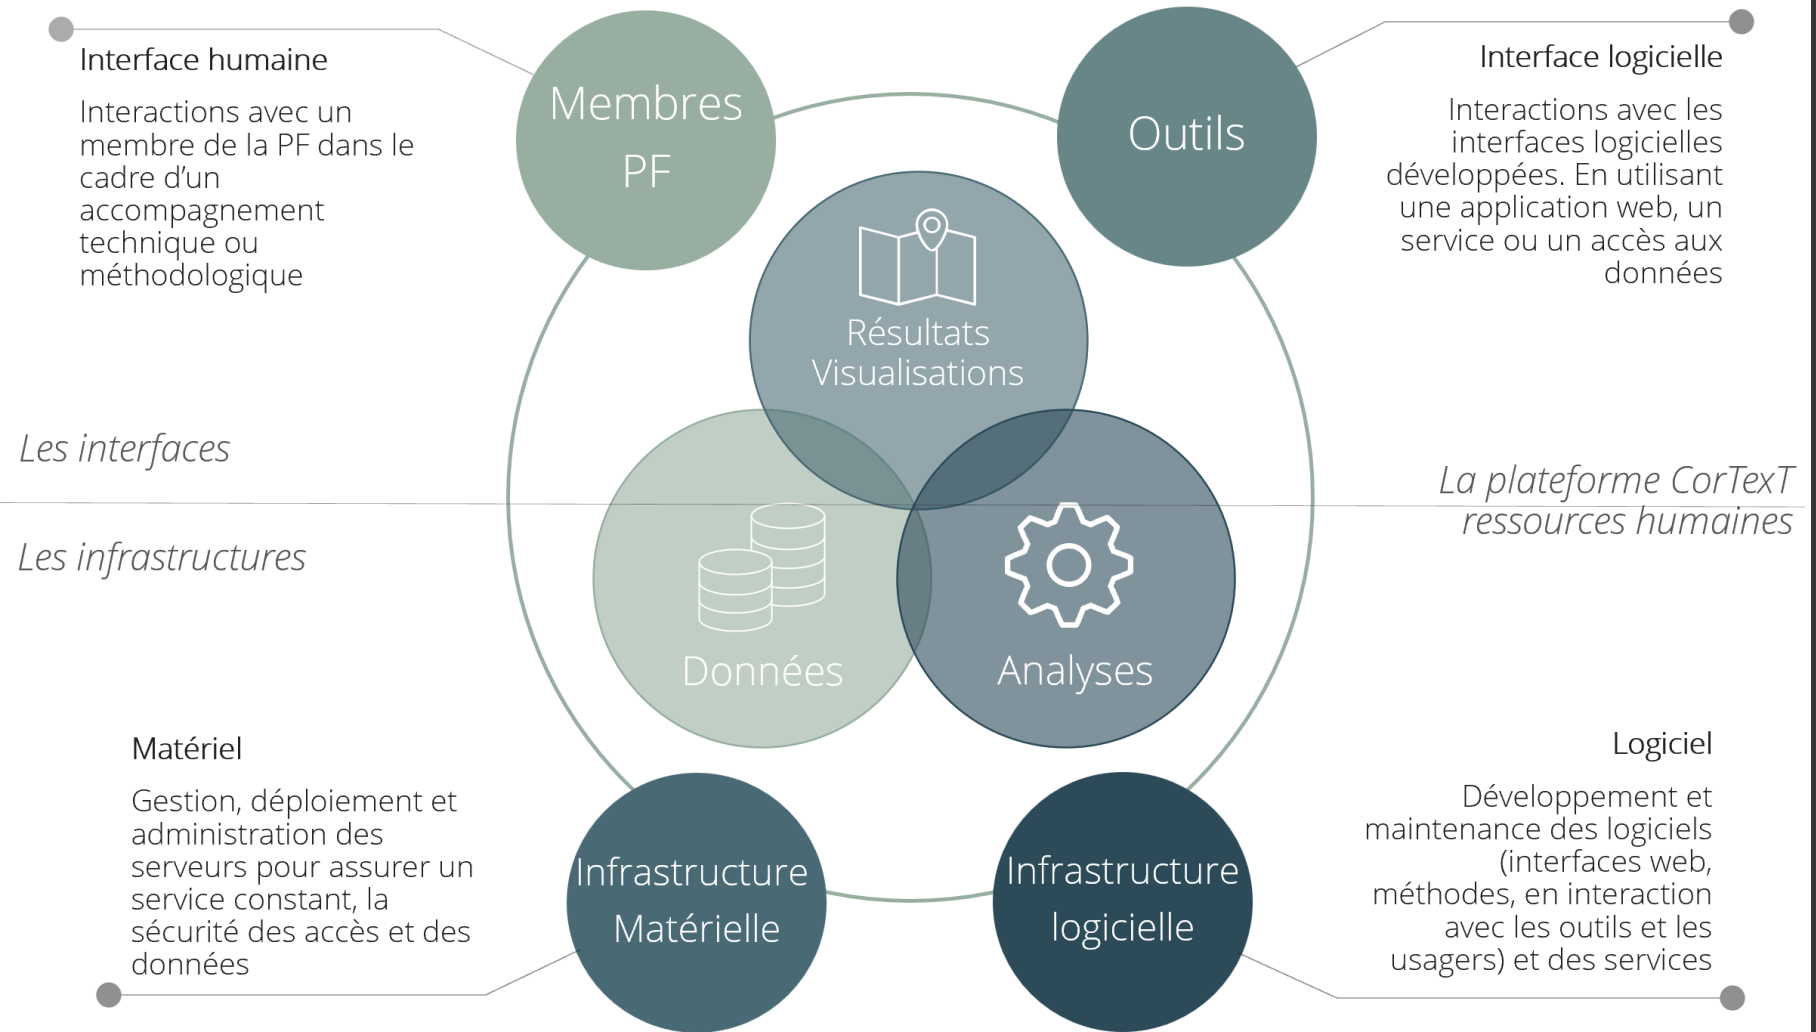 Interface humaine
Interactions avec un
membre de la PF dans le
cadre d’un
accompagnement
technique ou
méthodologique
Membres
PF
Outils
Interface logicielle
Interactions avec les
interfaces logicielles
développées. En utilisant
une application web, un
service ou un accès aux
données
Résultats
Visualisations
Les interfaces
Les infrastructures
La plateforme CorTexT
ressources humaines
Données
Analyses
Matériel
Gestion, déploiement et
administration des
serveurs pour assurer un
service constant, la
sécurité des accès et des
données
Infrastructure
Matérielle
Infrastructure
logicielle
Logiciel
Développement et
maintenance des logiciels
(interfaces web,
méthodes, en interaction
avec les outils et les
usagers) et des services